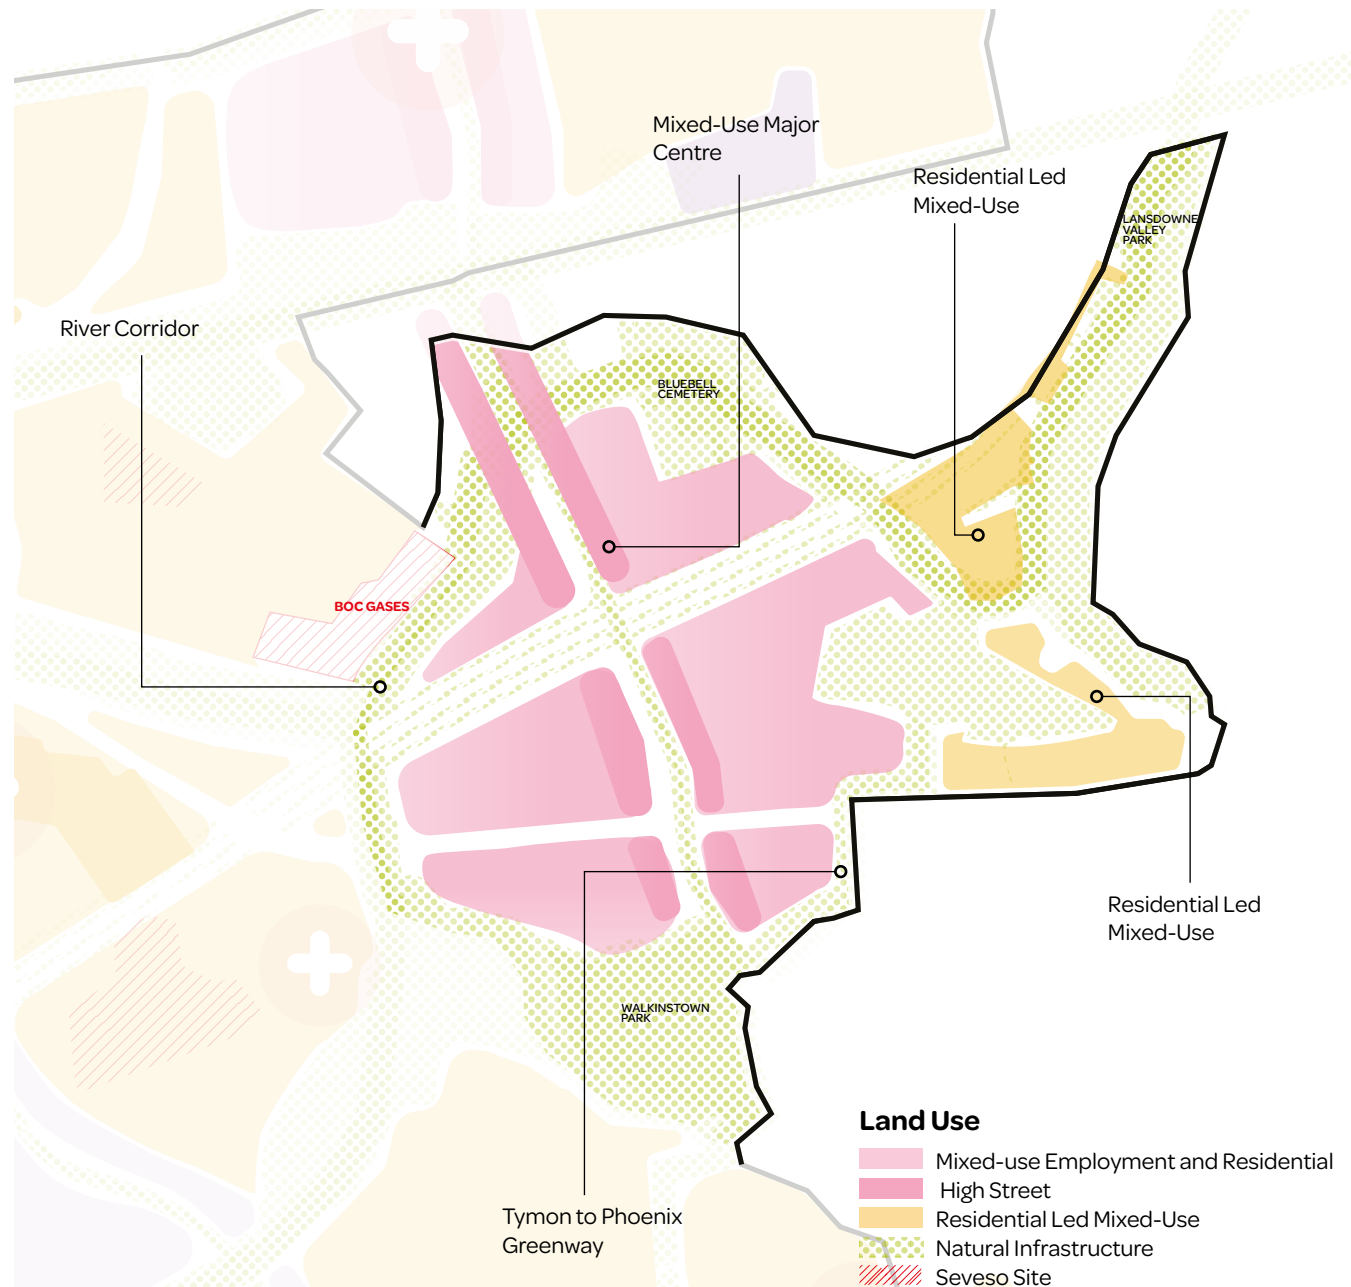 Mixed-Use Major
Centre
Residential Led
Mixed-Use
LANSDOWNE
VALLEY
PARK
River Corridor
BLUEBELL
CEMETERY
BOC GASES
Residential Led
Mixed-Use
WALKINSTOWN
PARK
Tymon to Phoenix
Greenway
Land Use
Mixed-use Employment and Residential
High Street
Residential Led Mixed-Use
Natural Infrastructure
Seveso Site